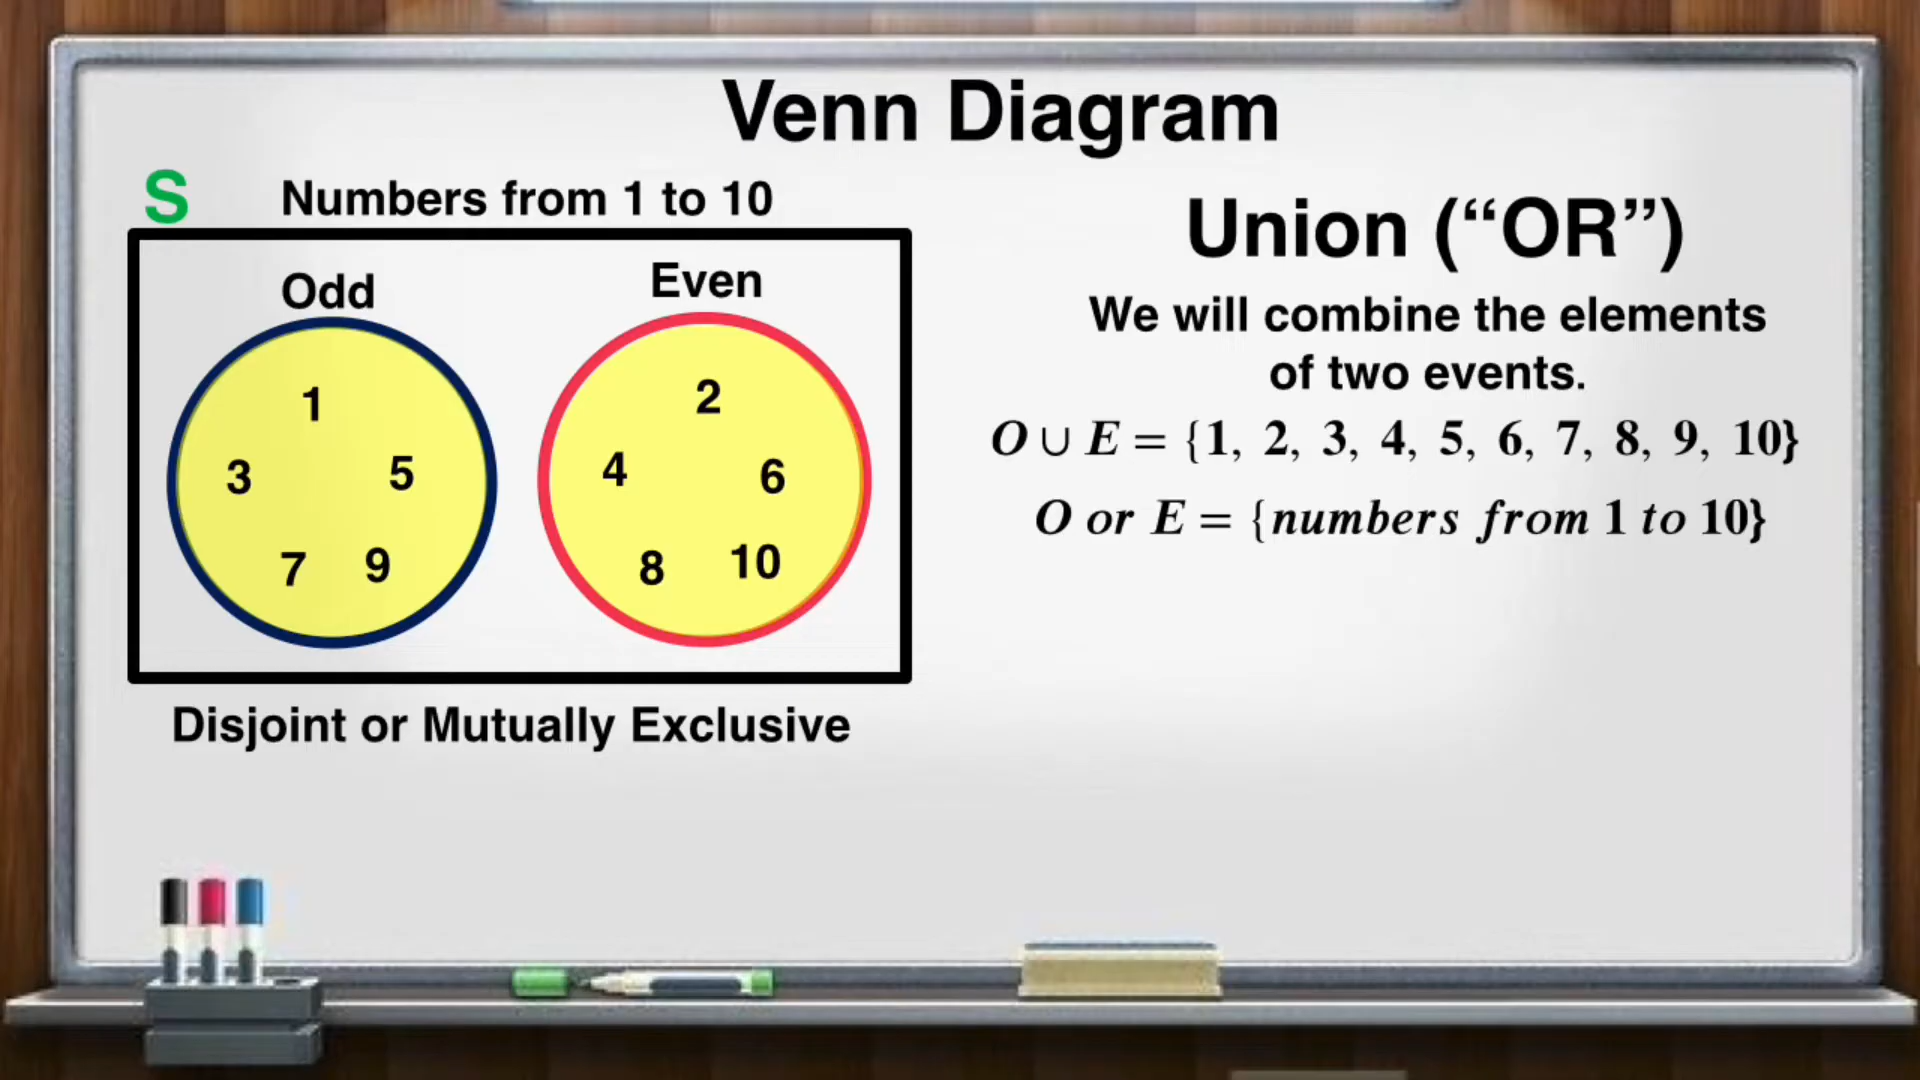 Venn Diagram
S
Numbers from 1 to 10
Odd
Even
1
3
5
7
9
2
4
6
8
10
Disjoint or Mutually Exclusive
Union (“OR”)
We will combine the elements
of two events.
O ∪ E = {1, 2, 3, 4, 5, 6, 7, 8, 9, 10}
O or E = {numbers from 1 to 10}